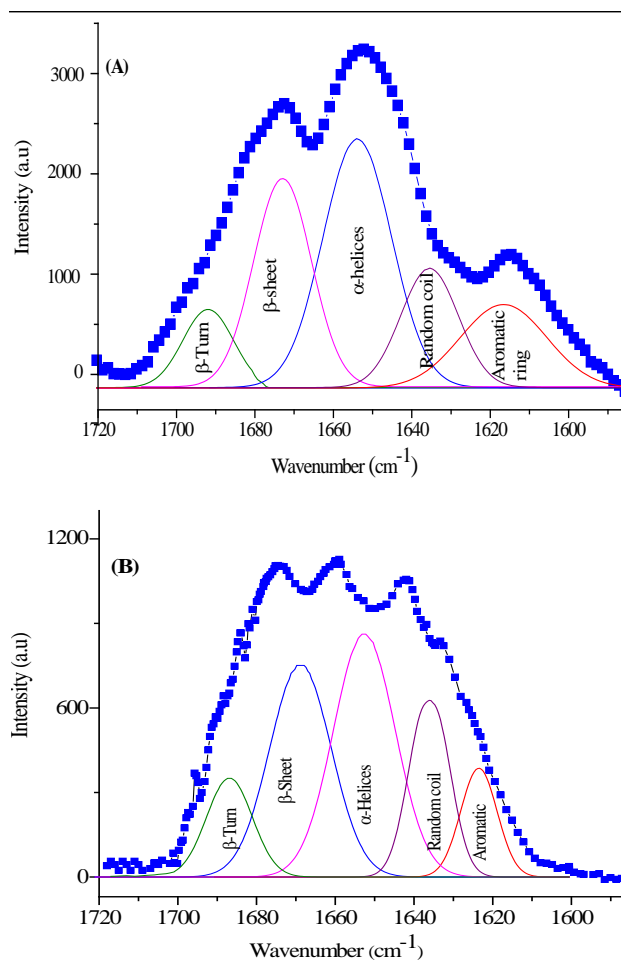 (A)
3000
2000
1000
0
Intensity (a.u)
β-Turn
β-sheet
α-helices
Random coil
Aromatic
ring
1720 1700 1680 1660 1640 1620 1600
Wavenumber (cm⁻¹)
(B)
1200
600
0
Intensity (a.u)
β-Turn
β-Sheet
α-Helices
Random coil
Aromatic
1720 1700 1680 1660 1640 1620 1600
Wavenumber (cm⁻¹)